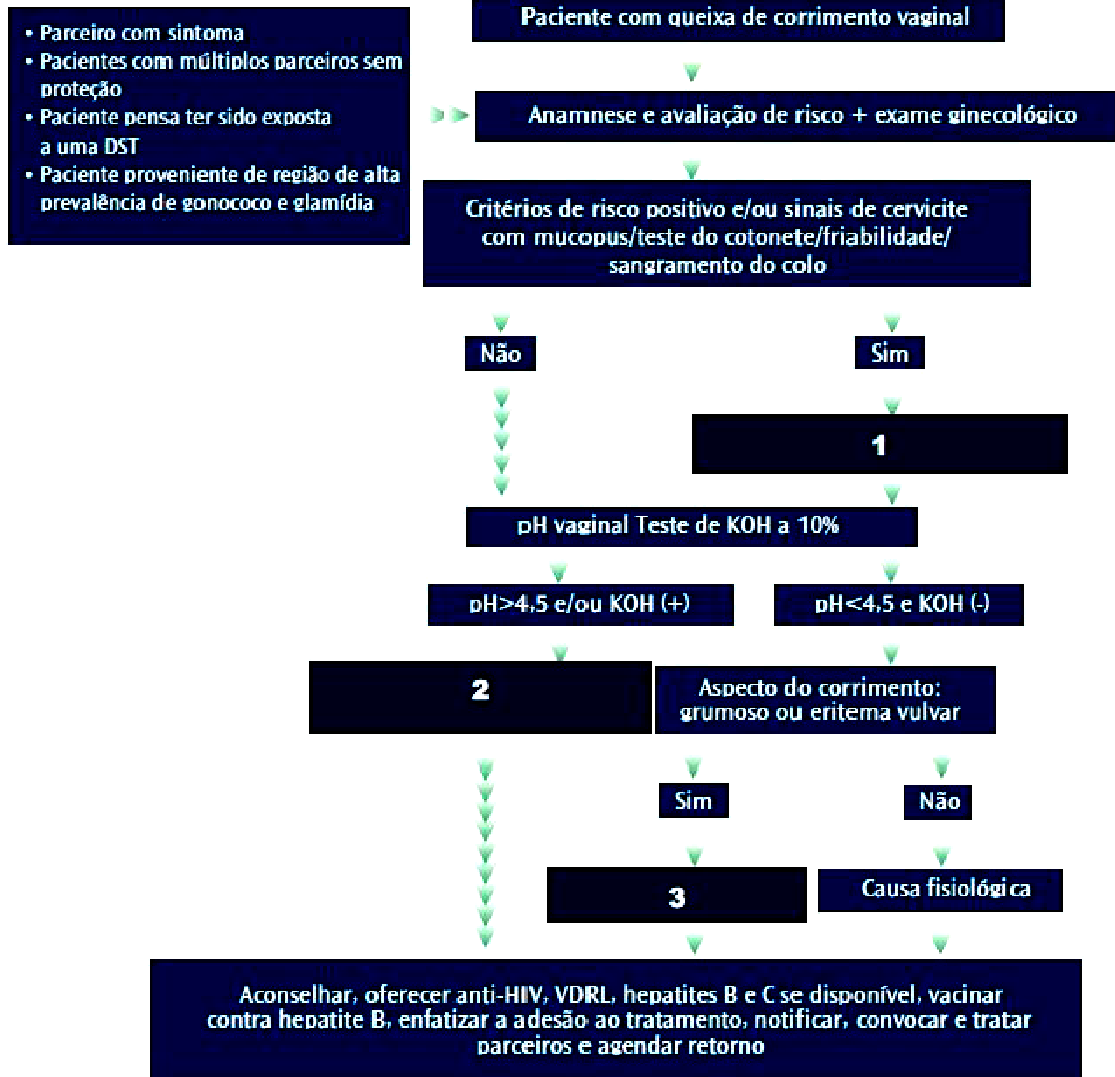 • Parceiro com sintoma
• Pacientes com múltiplos parceiros sem
proteção
• Paciente pensa ter sido exposta
a uma DST
• Paciente proveniente de região de alta
prevalência de gonococo e glamídia
Paciente com queixa de corrimento vaginal
Anamnese e avaliação de risco + exame ginecológico
Critérios de risco positivo e/ou sinais de cervicite
com mucopus/teste do cotonete/friabilidade/
sangramento do colo
Não
Sim
1
pH vaginal Teste de KOH a 10%
pH>4,5 e/ou KOH (+)
pH<4,5 e KOH (-)
2
Aspecto do corrimento:
grumoso ou eritema vulvar
Sim
Não
3
Causa fisiológica
Aconselhar, oferecer anti-HIV, VDRL, hepatites B e C se disponível, vacinar
contra hepatite B, enfatizar a adesão ao tratamento, notificar, convocar e tratar
parceiros e agendar retorno